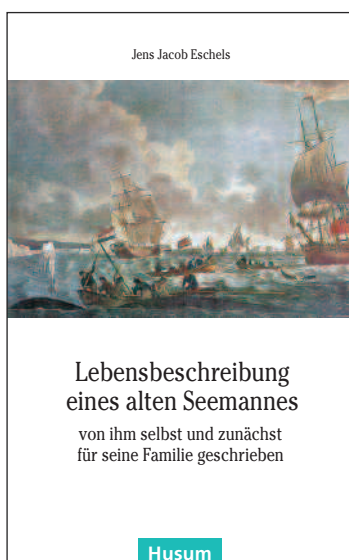 Jens Jacob Eschels
Lebensbeschreibung
eines alten Seemannes
von ihm selbst und zunächst
für seine Familie geschrieben
Husum